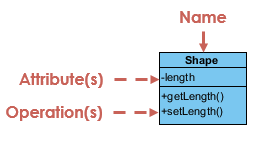 Name
Shape
Attribute(s)
-length
+getLength()
Operation(s)
+setLength()